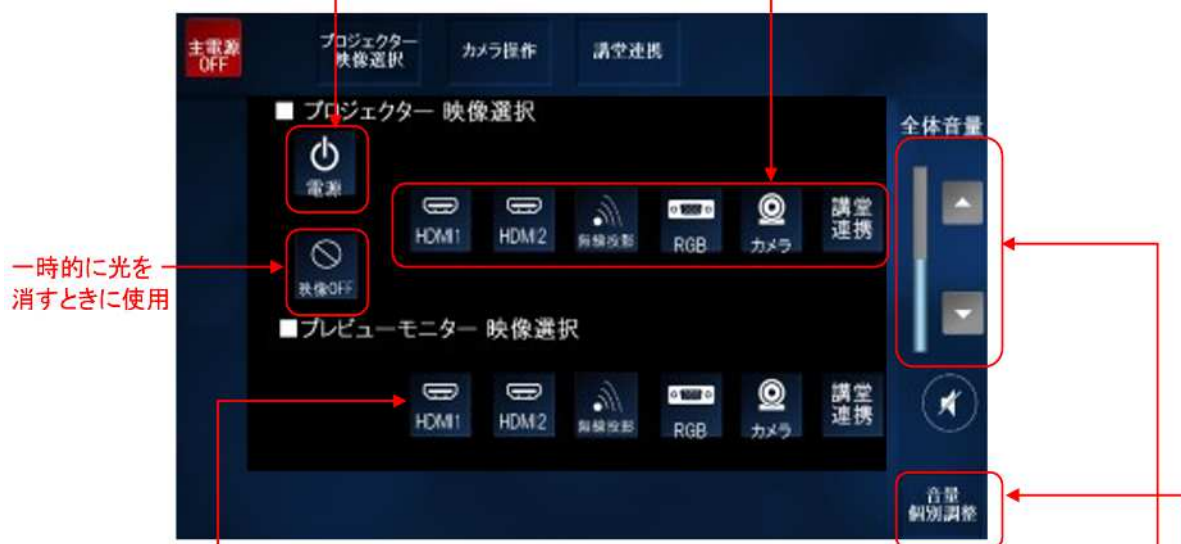 主電源
OFF
プロジェクター
映像選択
カメラ操作
講堂連携
■ プロジェクター 映像選択
全体音量
電源
HDMI1
HDMI2
無線投影
RGB
カメラ
講堂
連携
映像OFF
一時的に光を
消すときに使用
■プレビューモニター 映像選択
HDMI1
HDMI2
無線投影
RGB
カメラ
講堂
連携
音量
個別調整